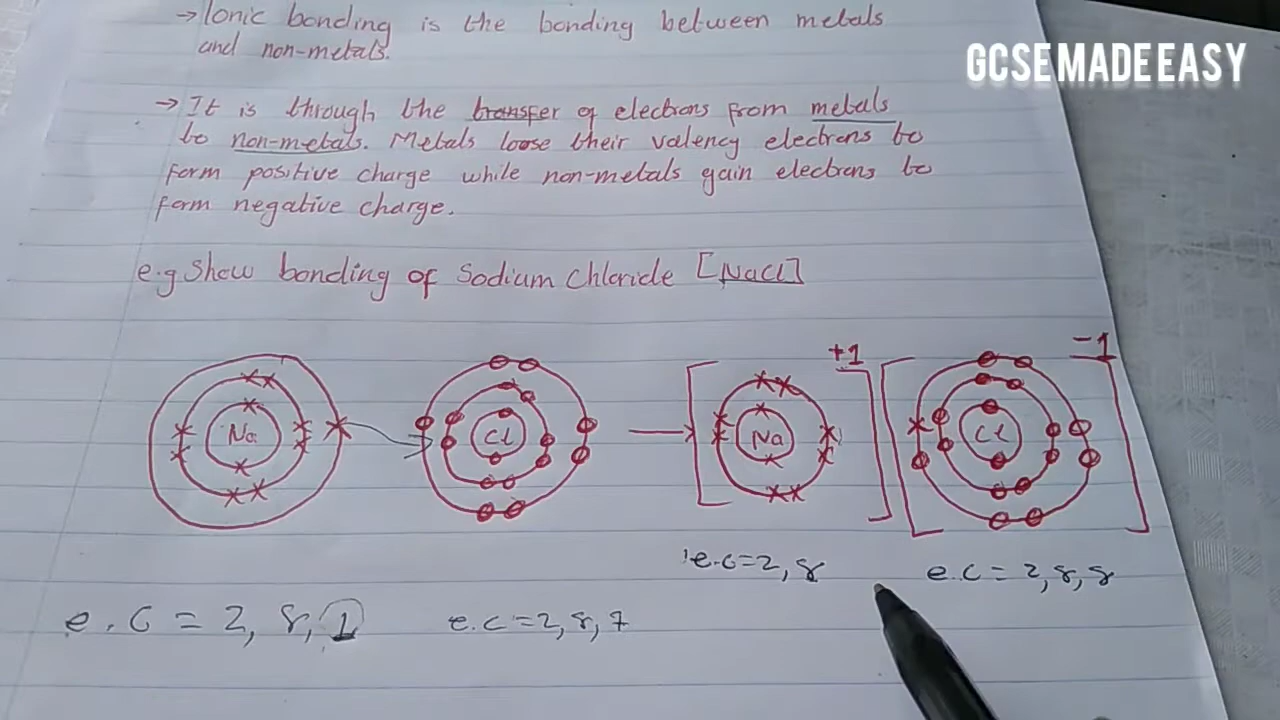 → Ionic bonding is the bonding between metals
and non-metals.
GCSE MADE EASY
→ It is through the transfer of electrons from metals
to non-metals. Metals loose their valency electrons to
form positive charge while non-metals gain electrons to
form negative charge.
e.g Show bonding of Sodium Chloride [NaCl]
+1
-1
Na
Cl
Na
Cl
e.c = 2, 8
e.c = 2, 8, 8
e.c = 2, 8, 1
e.c = 2, 8, 7